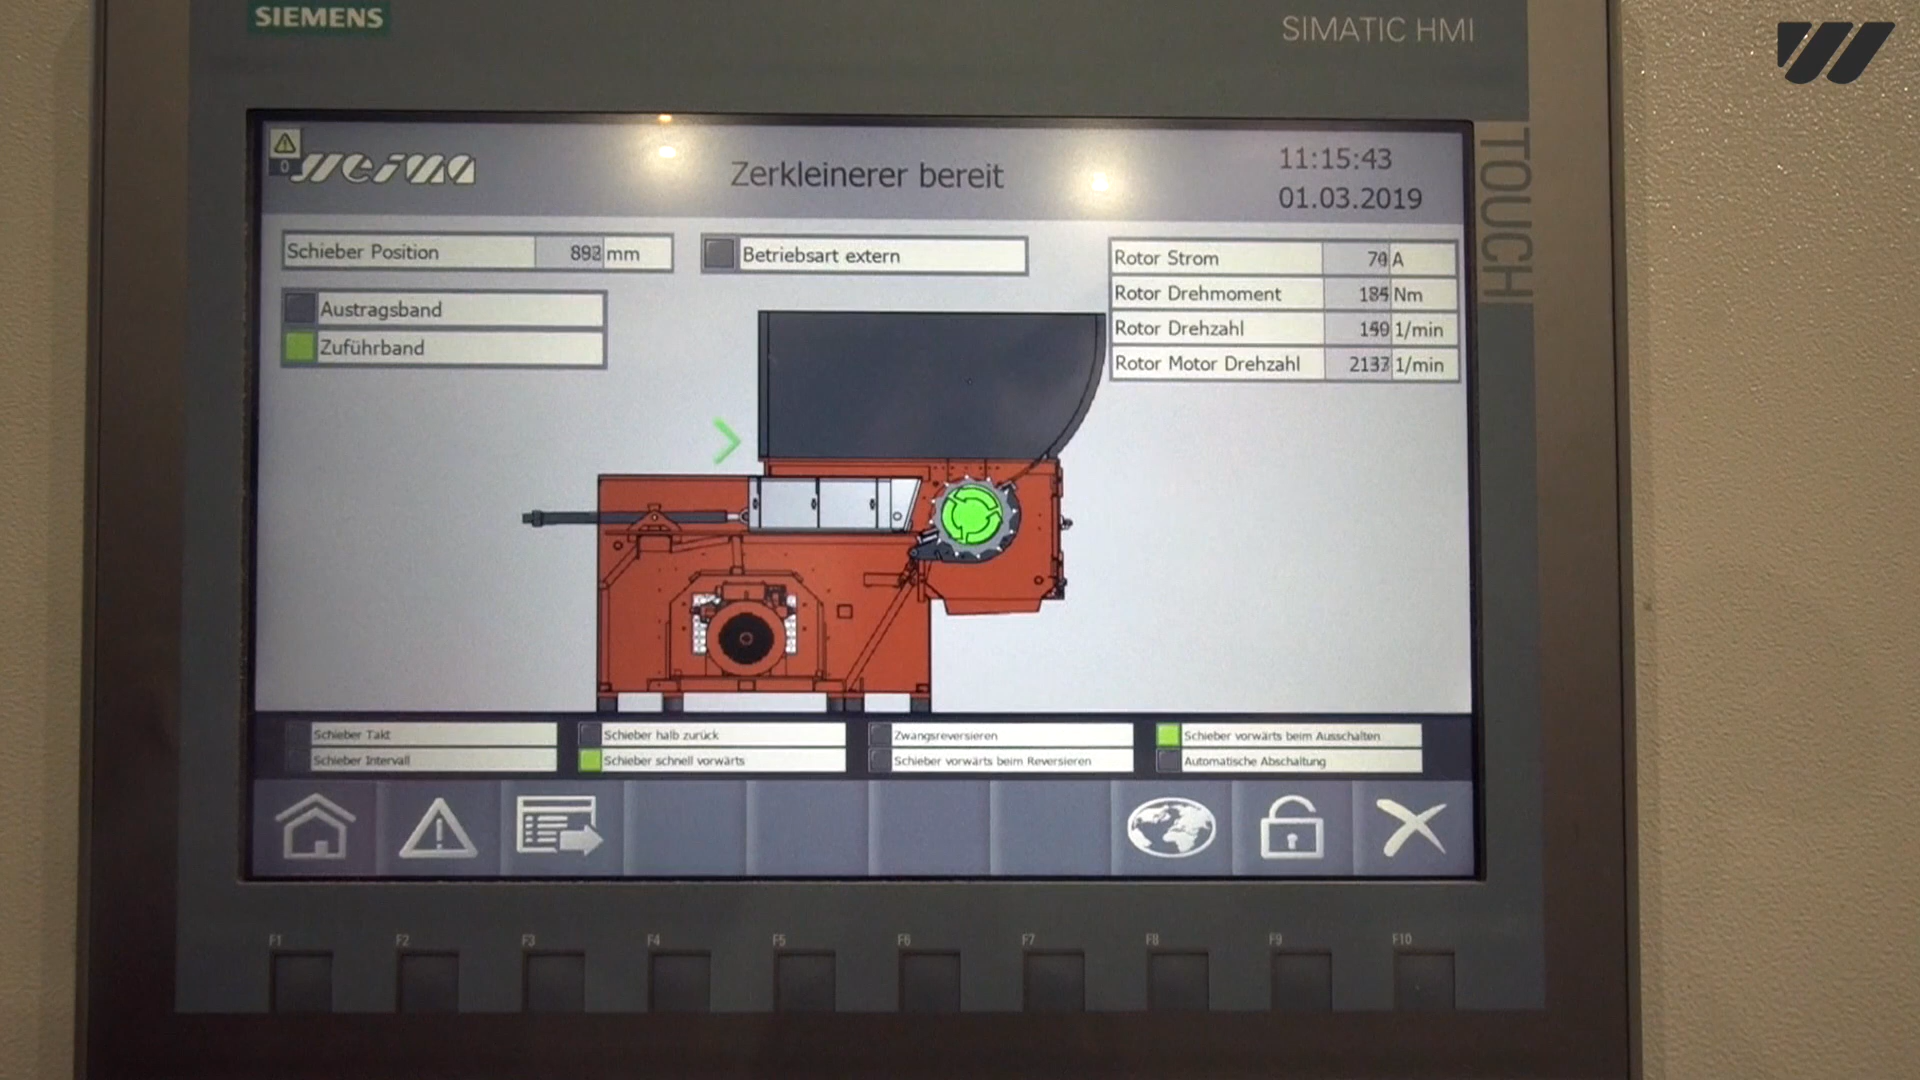 SIEMENS
SIMATIC HMI
TOUCH
0
weima
Zerkleinerer bereit
11:15:43
01.03.2019
Schieber Position mm
Betriebsart extern
Austragsband
Zuführband
Rotor Strom A
Rotor Drehmoment Nm
Rotor Drehzahl 1/min
Rotor Motor Drehzahl 1/min
Schieber Takt
Schieber halb zurück
Zwangsreversieren
Schieber vorwärts beim Ausschalten
Schieber Intervall
Schieber schnell vorwärts
Schieber vorwärts beim Reversieren
Automatische Abschaltung
F1 F2 F3 F4 F5 F6 F7 F8 F9 F10